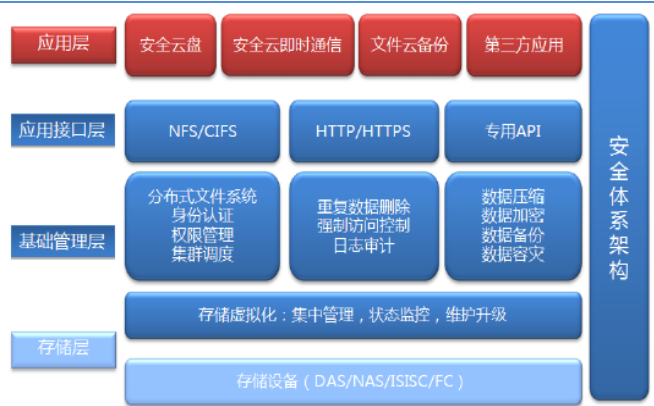 应用层
安全云盘
安全云即时通信
文件云备份
第三方应用
应用接口层
NFS/CIFS
HTTP/HTTPS
专用API
基础管理层
分布式文件系统
身份认证
权限管理
集群调度
重复数据删除
强制访问控制
日志审计
数据压缩
数据加密
数据备份
数据容灾
存储层
存储虚拟化：集中管理，状态监控，维护升级
存储设备（DAS/NAS/ISISC/FC）
安全体系架构